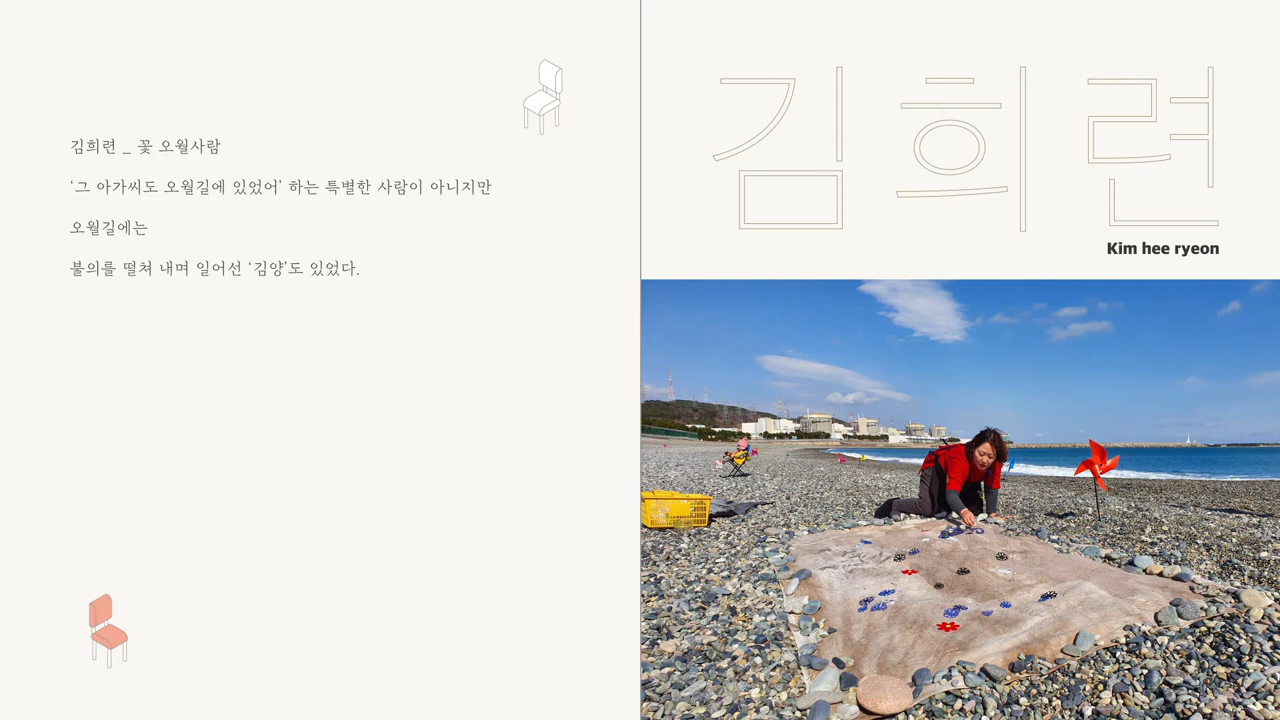 김희련 _ 꽃 오월사람
‘그 아가씨도 오월길에 있었어’ 하는 특별한 사람이 아니지만
오월길에는
불의를 떨쳐 내며 일어선 ‘김양’도 있었다.
김희련
Kim hee ryeon